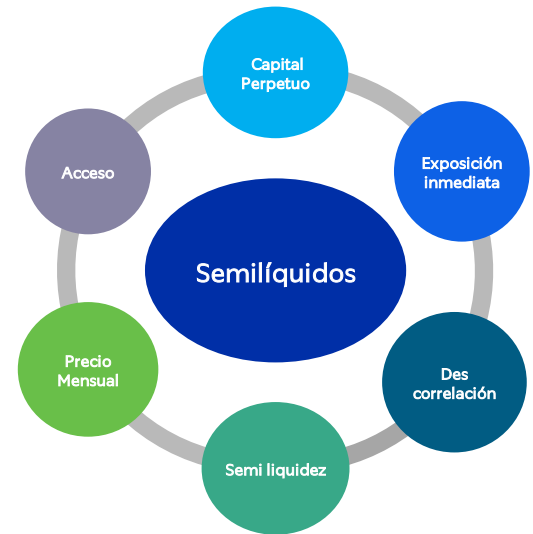 Capital
Perpetuo
Exposición
inmediata
Des
correlación
Semi liquidez
Precio
Mensual
Acceso
Semilíquidos